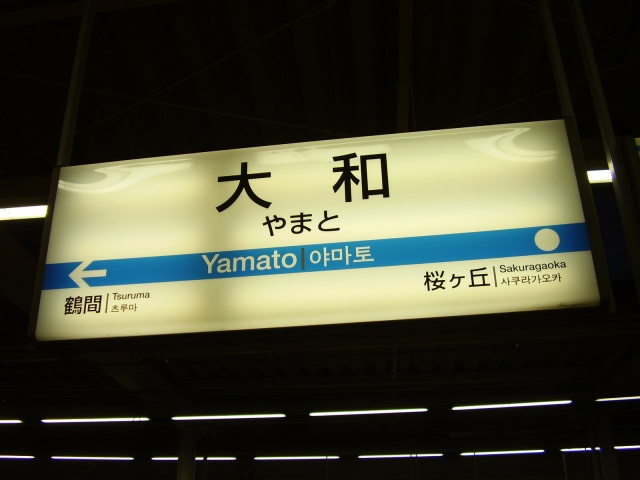 大和
やまと
Yamato 야마토
鶴間 Tsuruma
츠루마
桜ヶ丘 Sakuragaoka
사쿠라가오카